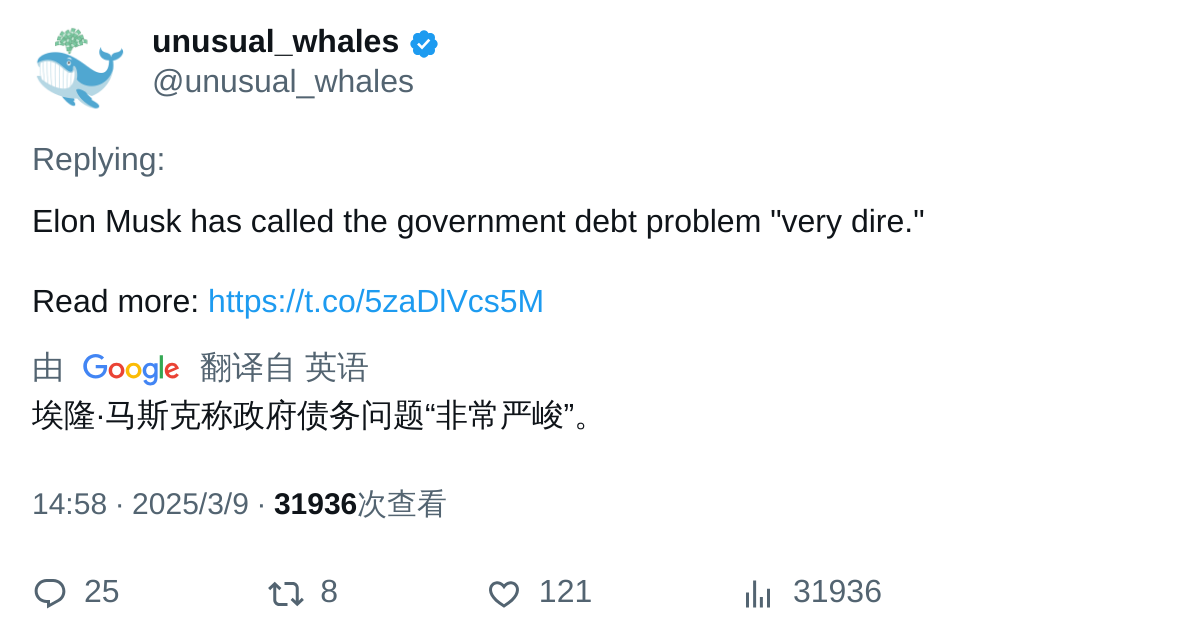 unusual_whales
@unusual_whales
Replying:
Elon Musk has called the government debt problem "very dire."
Read more: https://t.co/5zaDlVcs5M
由 Google 翻译自 英语
埃隆·马斯克称政府债务问题“非常严峻”。
14:58 · 2025/3/9 · 31936次查看
25 8 121 31936